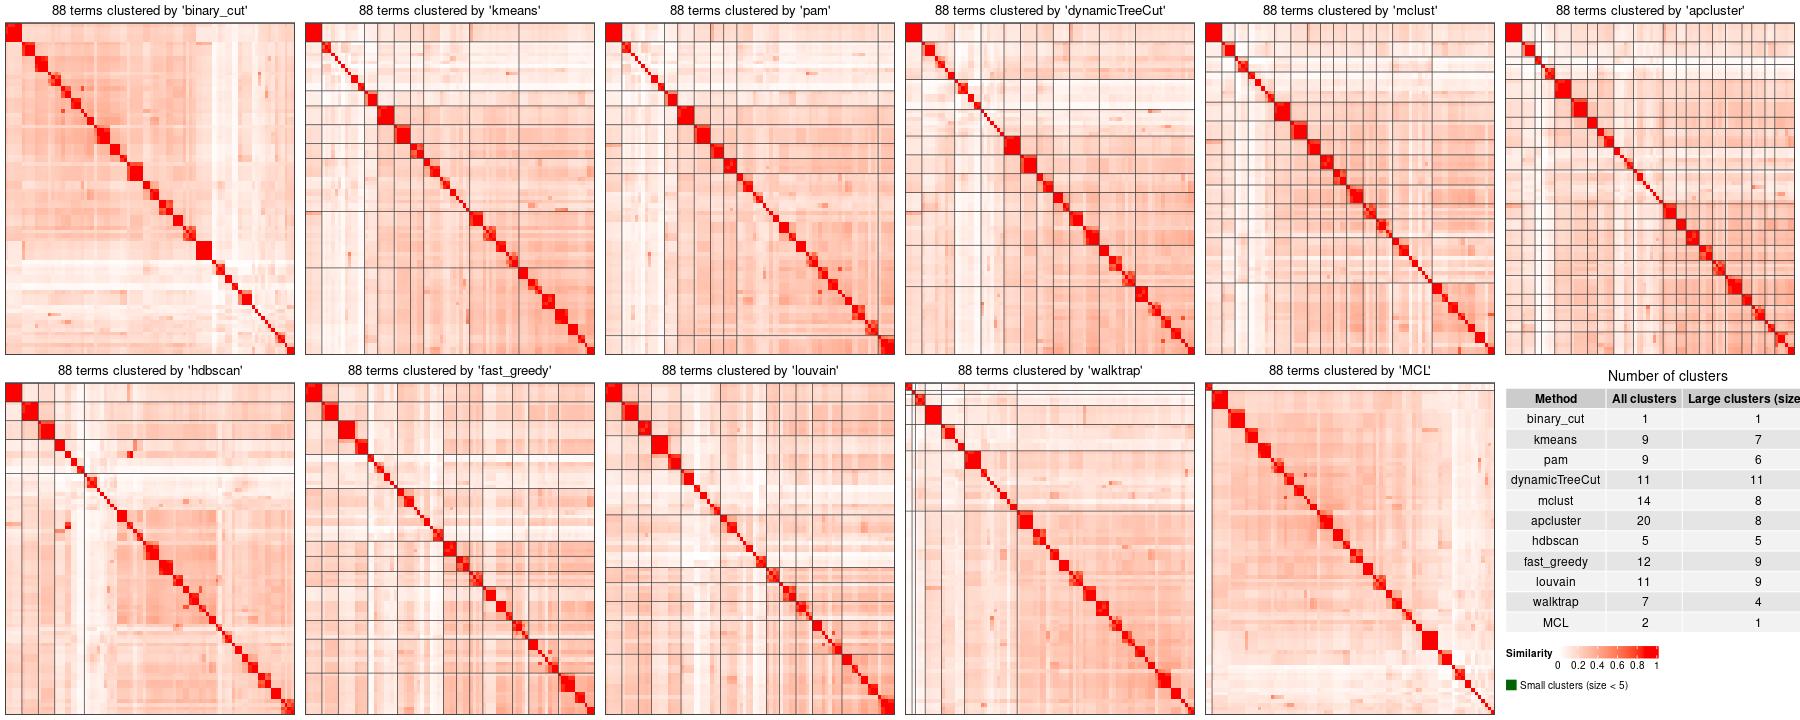 88 terms clustered by 'binary_cut'
88 terms clustered by 'kmeans'
88 terms clustered by 'pam'
88 terms clustered by 'dynamicTreeCut'
88 terms clustered by 'mclust'
88 terms clustered by 'apcluster'
88 terms clustered by 'hdbscan'
88 terms clustered by 'fast_greedy'
88 terms clustered by 'louvain'
88 terms clustered by 'walktrap'
88 terms clustered by 'MCL'
Number of clusters
Method All clusters Large clusters (size
binary_cut 1 1
kmeans 9 7
pam 9 6
dynamicTreeCut 11 11
mclust 14 8
apcluster 20 8
hdbscan 5 5
fast_greedy 12 9
louvain 11 9
walktrap 7 4
MCL 2 1
Similarity
0 0.2 0.4 0.6 0.8 1
Small clusters (size < 5)